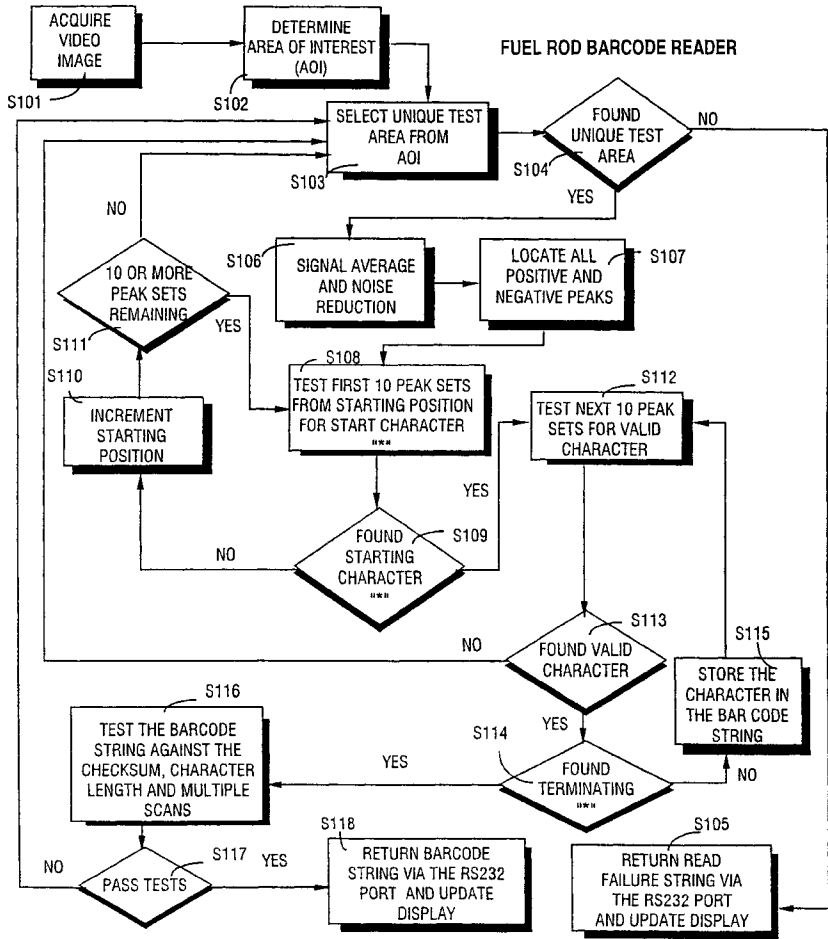 ACQUIRE
VIDEO
IMAGE
S101
DETERMINE
AREA OF INTEREST
(AOI)
S102
FUEL ROD BARCODE READER
SELECT UNIQUE TEST
AREA FROM
AOI
S103
FOUND
UNIQUE TEST
AREA
S104
NO
YES
NO
S106
SIGNAL AVERAGE
AND NOISE
REDUCTION
LOCATE ALL
POSITIVE AND
NEGATIVE PEAKS
S107
10 OR MORE
PEAK SETS
REMAINING
S111
YES
S108
TEST FIRST 10 PEAK SETS
FROM STARTING POSITION
FOR START CHARACTER
"*"
S110
INCREMENT
STARTING
POSITION
S112
TEST NEXT 10 PEAK
SETS FOR VALID
CHARACTER
YES
NO
FOUND
STARTING
CHARACTER
"*"
S109
NO
S113
FOUND VALID
CHARACTER
S115
STORE THE
CHARACTER IN
THE BAR CODE
STRING
YES
S116
TEST THE BARCODE
STRING AGAINST THE
CHECKSUM, CHARACTER
LENGTH AND MULTIPLE
SCANS
YES
S114
FOUND
TERMINATING
"*"
NO
NO
S117
PASS TESTS
YES
S118
RETURN BARCODE
STRING VIA THE RS232
PORT AND UPDATE
DISPLAY
S105
RETURN READ
FAILURE STRING VIA
THE RS232 PORT
AND UPDATE DISPLAY